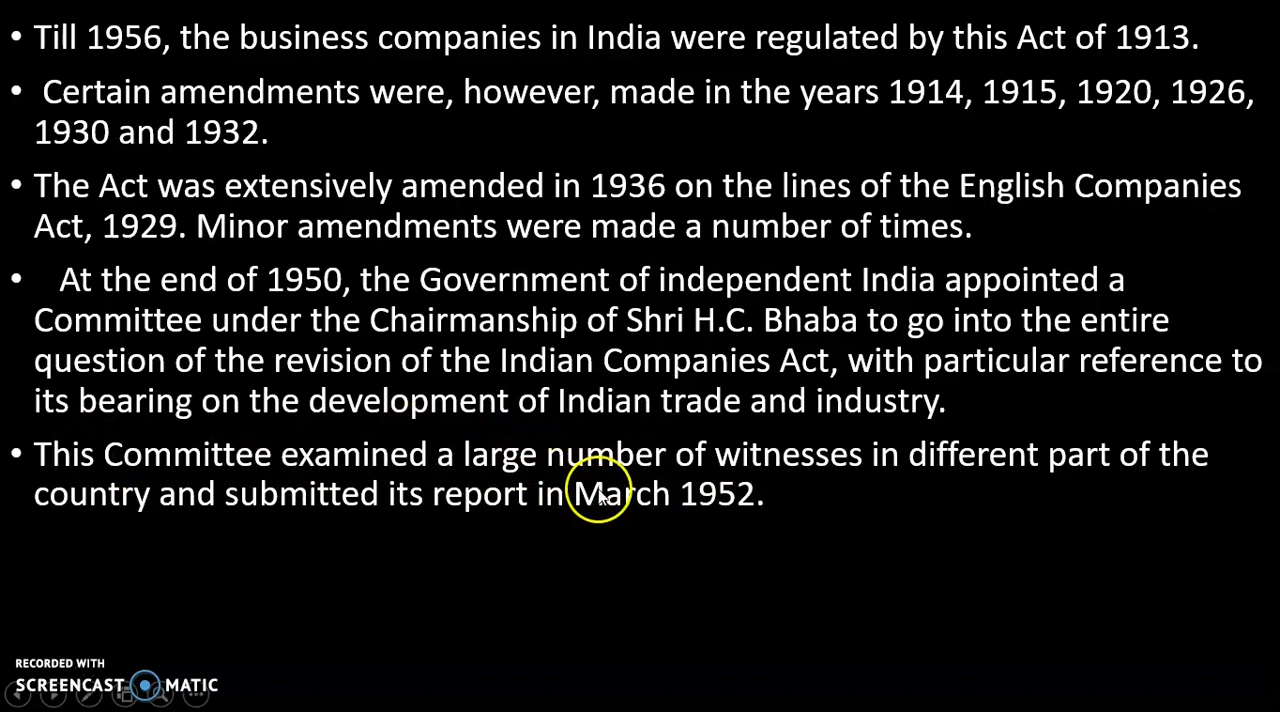 • Till 1956, the business companies in India were regulated by this Act of 1913.
• Certain amendments were, however, made in the years 1914, 1915, 1920, 1926,
1930 and 1932.
• The Act was extensively amended in 1936 on the lines of the English Companies
Act, 1929. Minor amendments were made a number of times.
• At the end of 1950, the Government of independent India appointed a
Committee under the Chairmanship of Shri H.C. Bhaba to go into the entire
question of the revision of the Indian Companies Act, with particular reference to
its bearing on the development of Indian trade and industry.
• This Committee examined a large number of witnesses in different part of the
country and submitted its report in March 1952.
RECORDED WITH
SCREENCAST MATIC